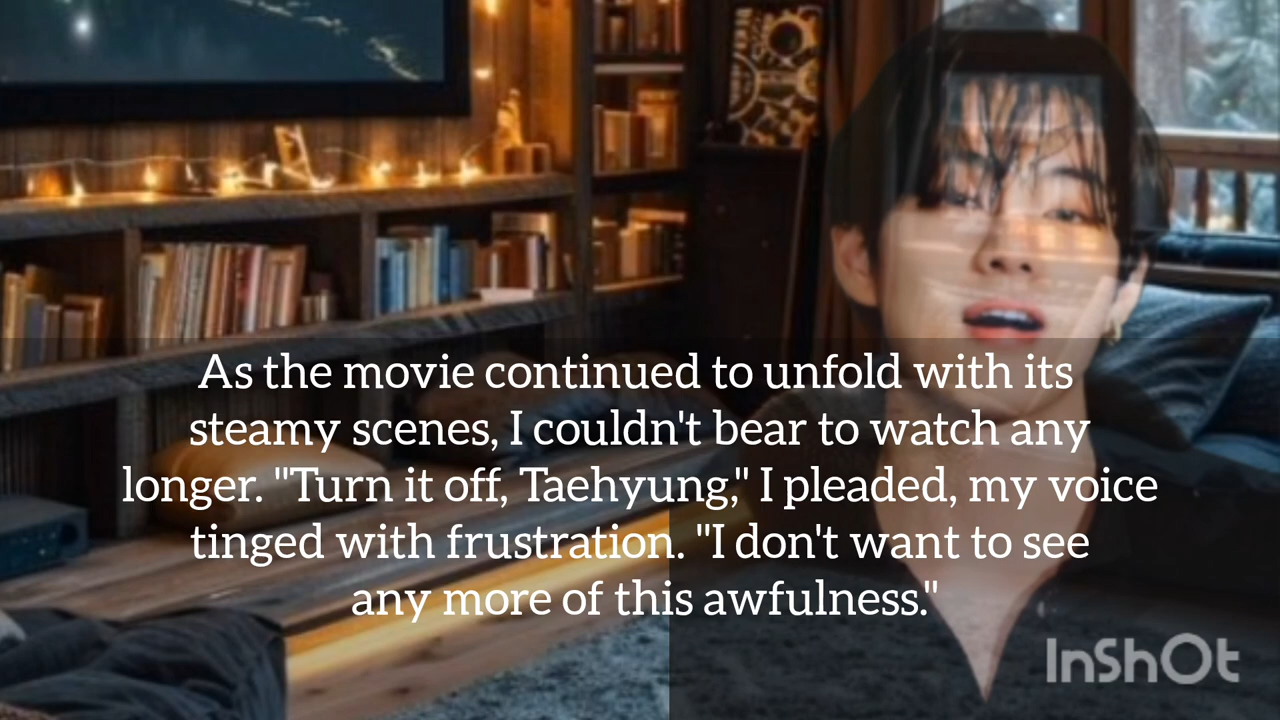 As the movie continued to unfold with its
steamy scenes, I couldn't bear to watch any
longer. "Turn it off, Taehyung," I pleaded, my voice
tinged with frustration. "I don't want to see
any more of this awfulness."
InShOt